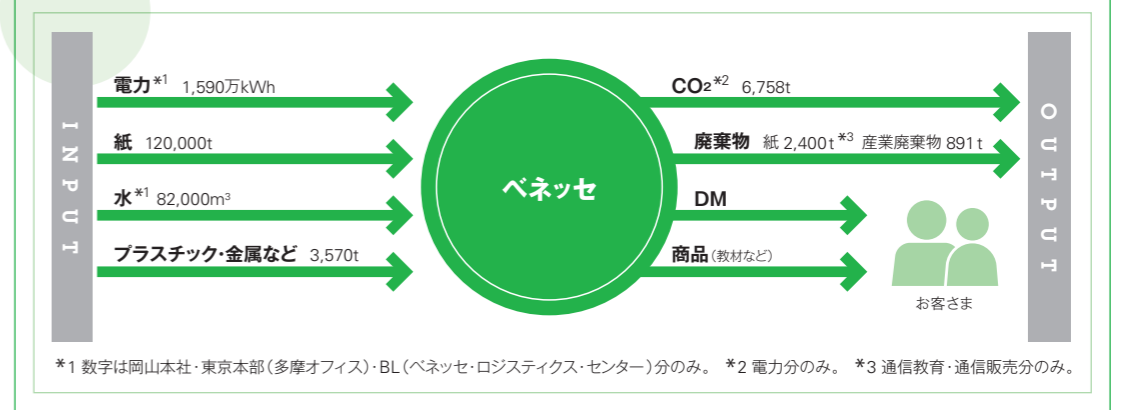 INPUT
電力*1 1,590万kWh
紙 120,000t
水*1 82,000m³
プラスチック・金属など 3,570t
ベネッセ
CO₂*2 6,758t
廃棄物 紙 2,400t*3 産業廃棄物 891t
DM
商品(教材など)
お客さま
OUTPUT
*1 数字は岡山本社・東京本部(多摩オフィス)・BL(ベネッセ・ロジスティクス・センター)分のみ。 *2 電力分のみ。 *3 通信教育・通信販売分のみ。